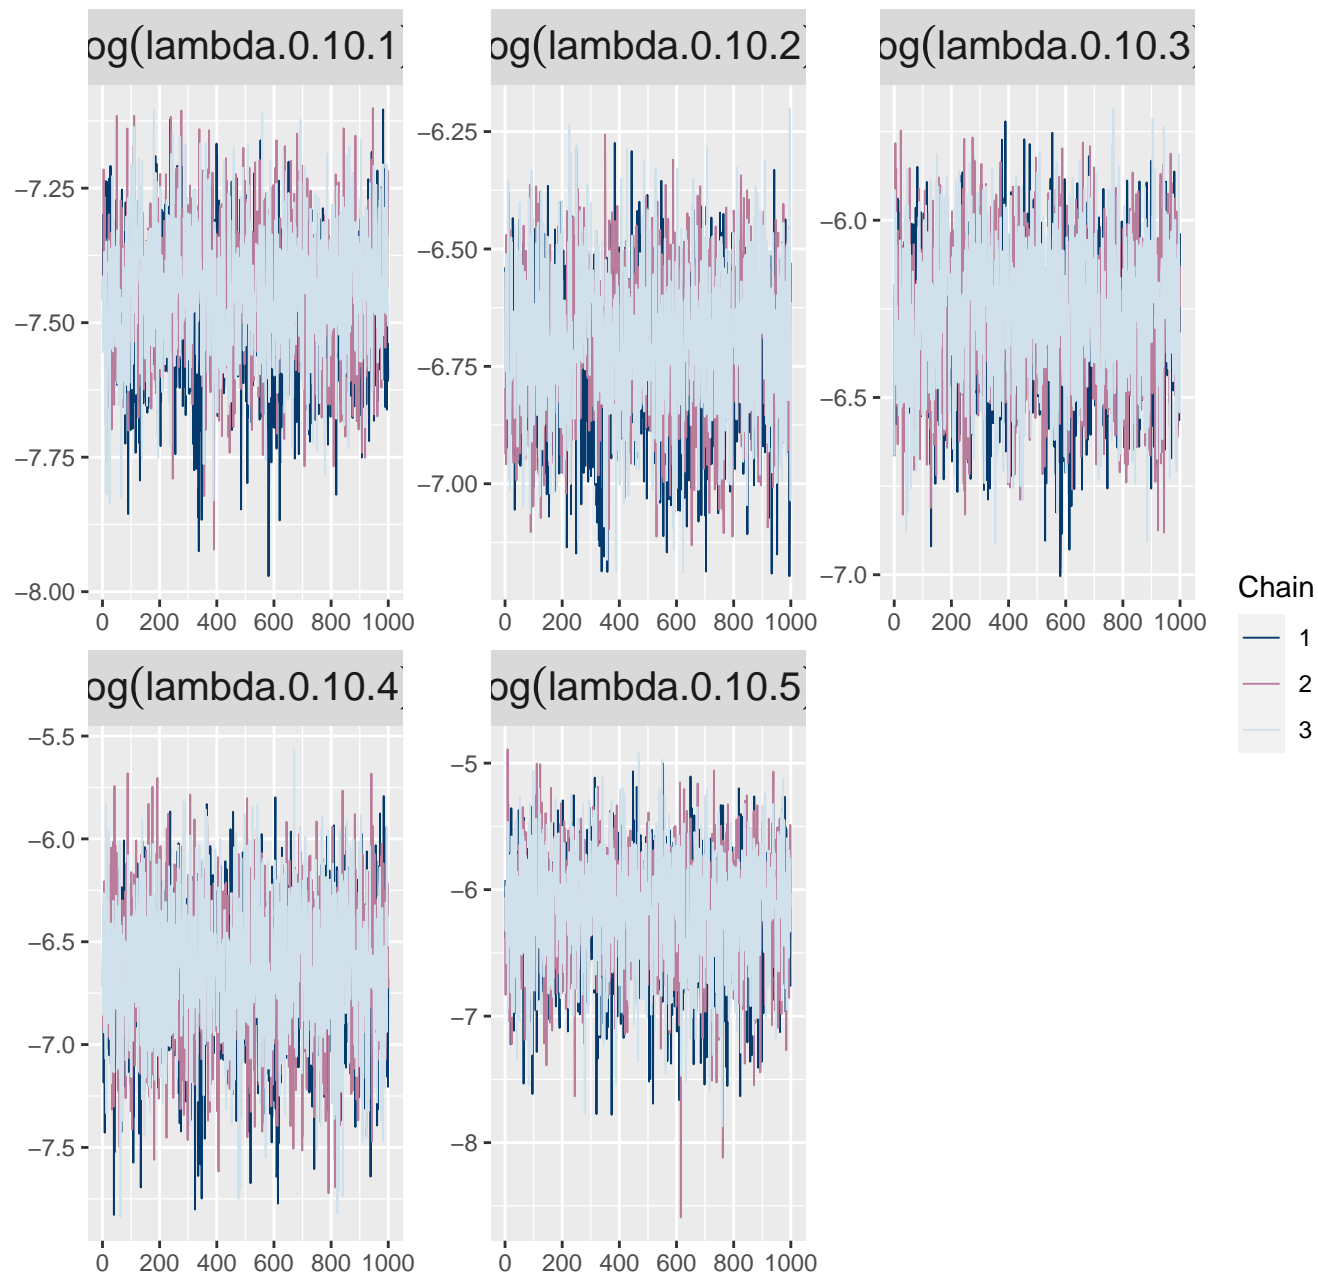 og(lambda.0.10.1)
og(lambda.0.10.2)
og(lambda.0.10.3)
−7.25
−7.50
−7.75
−8.00
−6.25
−6.50
−6.75
−7.00
−6.0
−6.5
−7.0
0 200 400 600 800 1000
0 200 400 600 800 1000
0 200 400 600 800 1000
Chain
1
2
3
og(lambda.0.10.4)
og(lambda.0.10.5)
−5.5
−6.0
−6.5
−7.0
−7.5
−5
−6
−7
−8
0 200 400 600 800 1000
0 200 400 600 800 1000